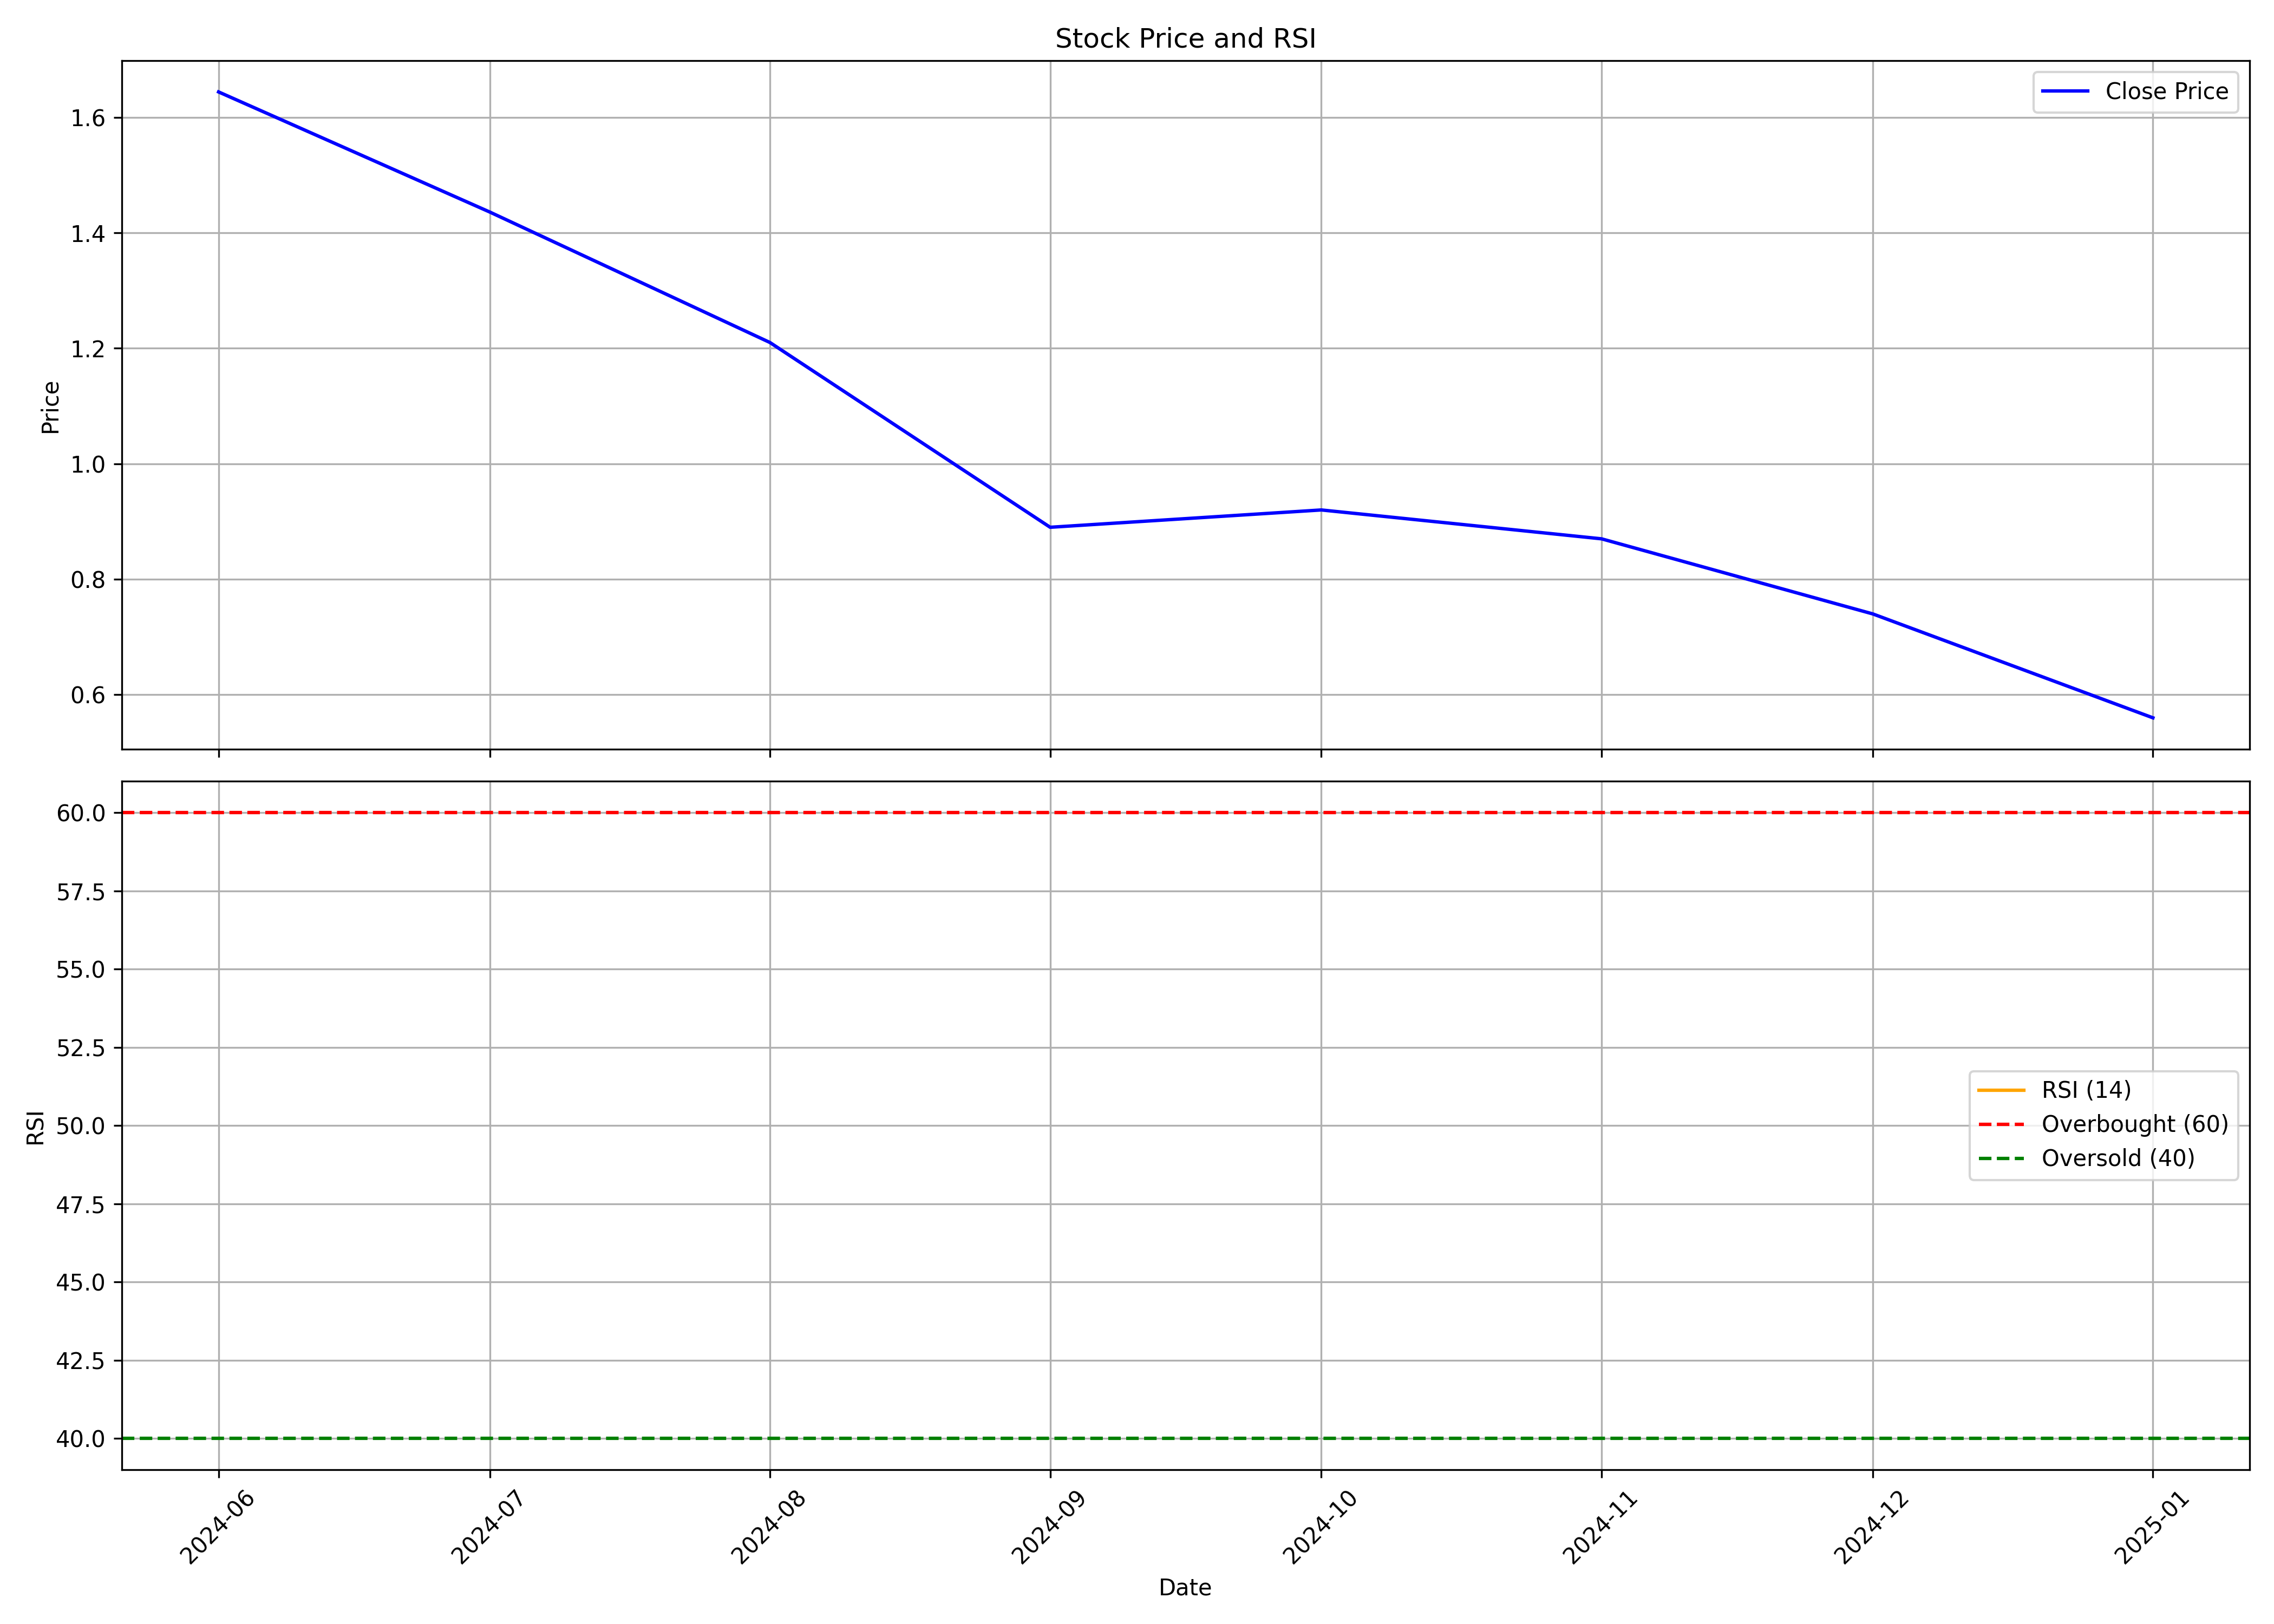 Stock Price and RSI
Close Price
Price
1.6
1.4
1.2
1.0
0.8
0.6
RSI
60.0
57.5
55.0
52.5
50.0
47.5
45.0
42.5
40.0
RSI (14)
Overbought (60)
Oversold (40)
2024-06
2024-07
2024-08
2024-09
2024-10
2024-11
2024-12
2025-01
Date